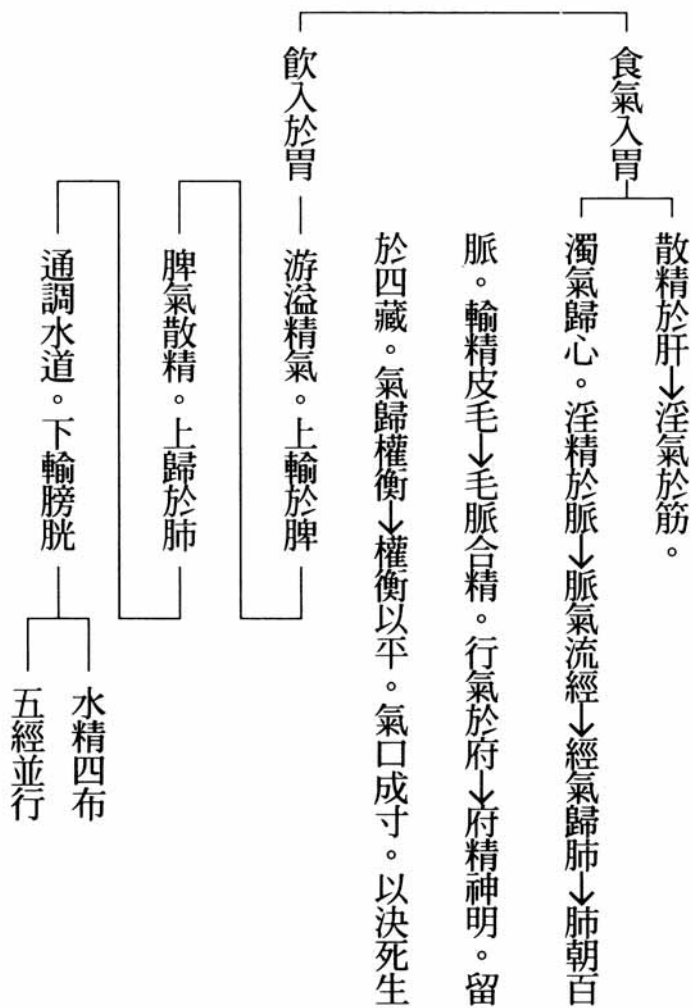 食氣入胃
散精於肝→淫氣於筋。
濁氣歸心。淫精於脈→脈氣流經→經氣歸肺→肺朝百
脈。輸精皮毛→毛脈合精。行氣於府→府精神明。留
於四藏。氣歸權衡→權衡以平。氣口成寸。以決死生
飲入於胃
游溢精氣。上輸於脾
脾氣散精。上歸於肺
通調水道。下輸膀胱
水精四布
五經並行